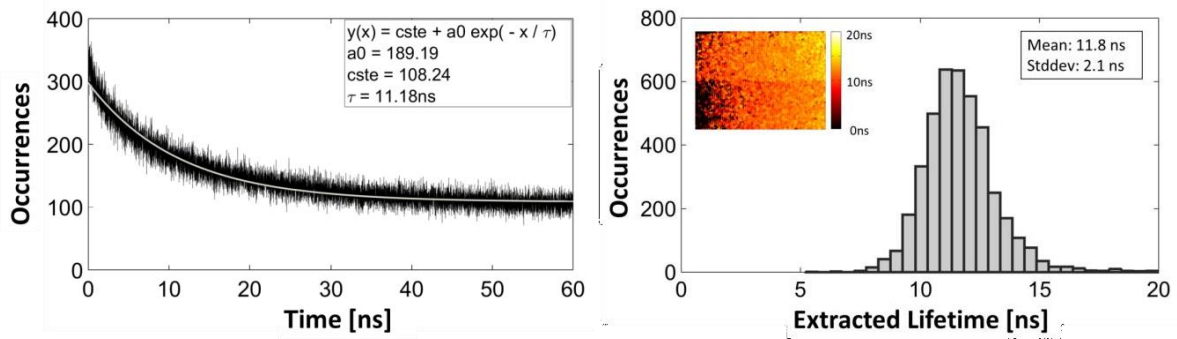 400
300
200
100
0
Occurrences
y(x) = cste + a0 exp( - x / τ)
a0 = 189.19
cste = 108.24
τ = 11.18ns
0 10 20 30 40 50 60
Time [ns]
800
600
400
200
0
Occurrences
20ns
10ns
0ns
Mean: 11.8 ns
Stddev: 2.1 ns
0 5 10 15 20
Extracted Lifetime [ns]